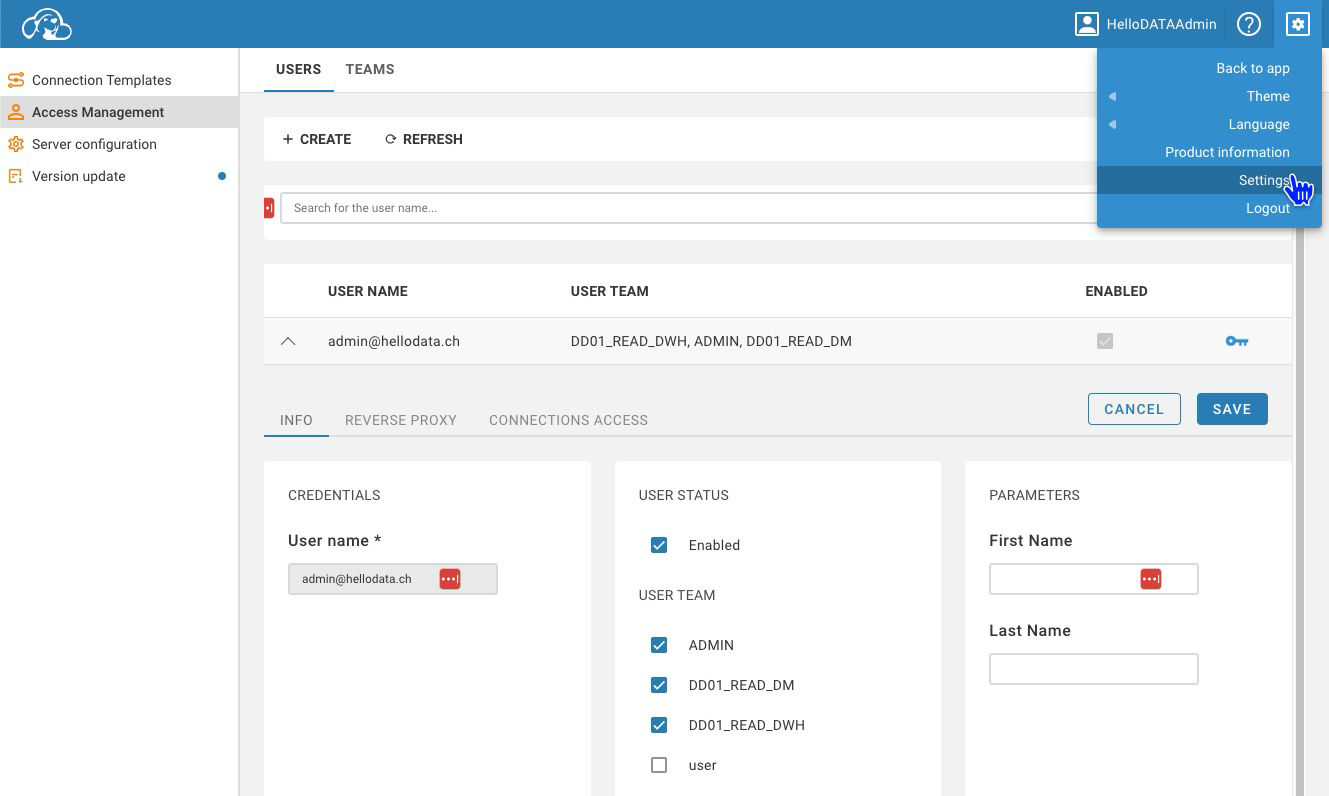 HelloDATAAdmin
Back to app
Theme
Language
Product information
Settings
Logout
Connection Templates
Access Management
Server configuration
Version update
USERS TEAMS
+ CREATE REFRESH
Search for the user name...
USER NAME USER TEAM ENABLED
admin@hellodata.ch DD01_READ_DWH, ADMIN, DD01_READ_DM
INFO REVERSE PROXY CONNECTIONS ACCESS CANCEL SAVE
CREDENTIALS
User name *
admin@hellodata.ch
USER STATUS
Enabled
USER TEAM
ADMIN
DD01_READ_DM
DD01_READ_DWH
user
PARAMETERS
First Name
Last Name